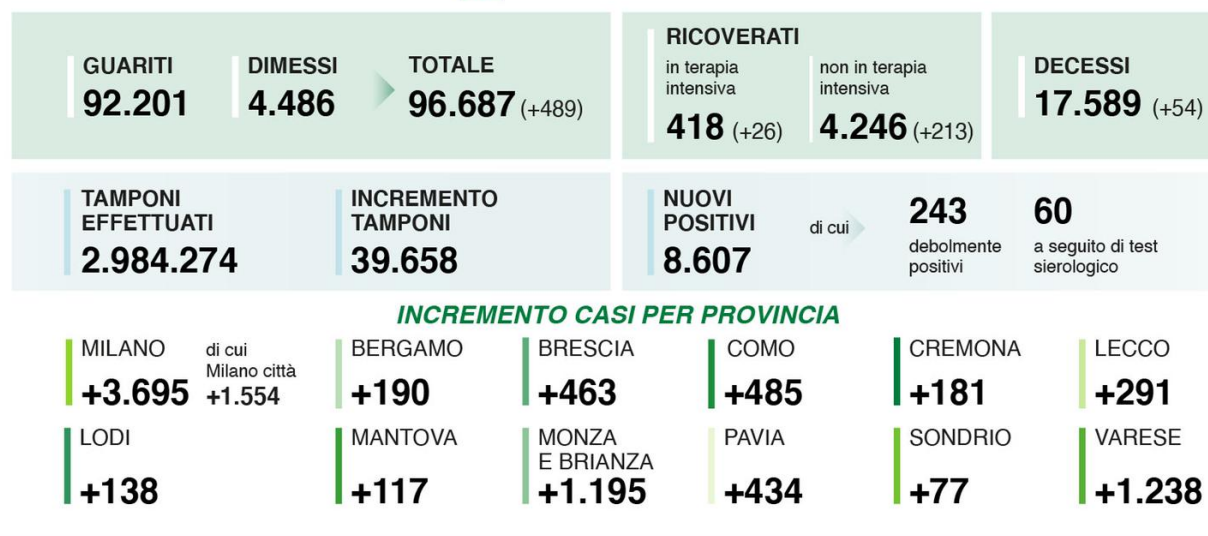 GUARITI
92.201
DIMESSI
4.486
TOTALE
96.687 (+489)
RICOVERATI
in terapia
intensiva
418 (+26)
non in terapia
intensiva
4.246 (+213)
DECESSI
17.589 (+54)
TAMPONI
EFFETTUATI
2.984.274
INCREMENTO
TAMPONI
39.658
NUOVI
POSITIVI
8.607
di cui
243
debolmente
positivi
60
a seguito di test
sierologico
INCREMENTO CASI PER PROVINCIA
MILANO
+3.695
di cui
Milano città
+1.554
BERGAMO
+190
BRESCIA
+463
COMO
+485
CREMONA
+181
LECCO
+291
LODI
+138
MANTOVA
+117
MONZA
E BRIANZA
+1.195
PAVIA
+434
SONDRIO
+77
VARESE
+1.238